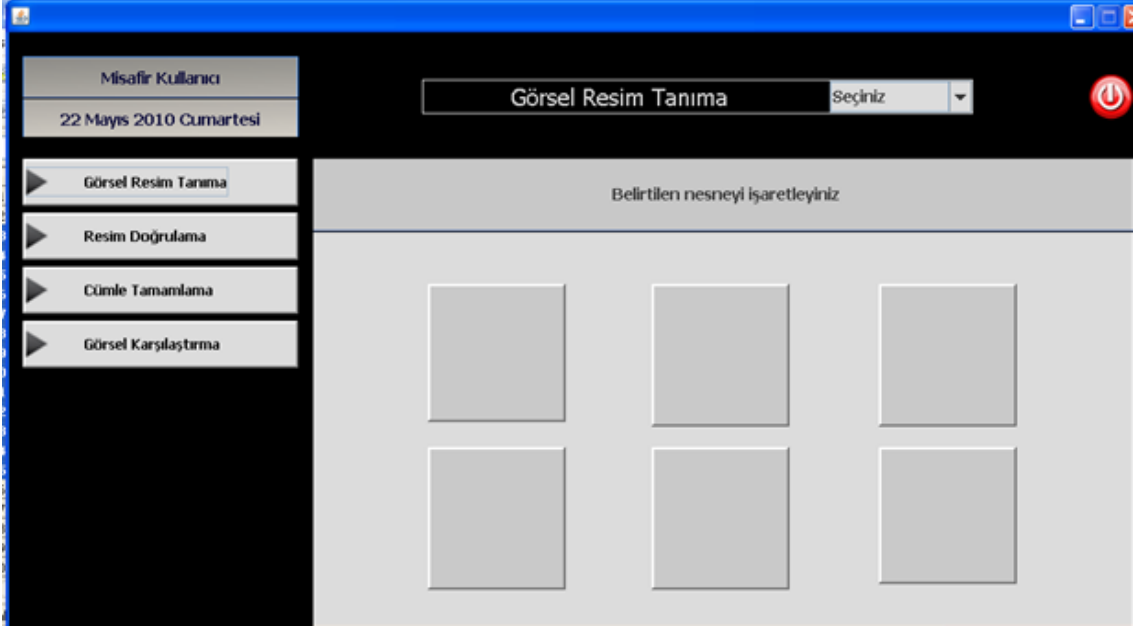 Misafir Kullanıcı
22 Mayıs 2010 Cumartesi
Görsel Resim Tanıma
Seçiniz
Görsel Resim Tanıma
Resim Doğrulama
Cümle Tamamlama
Görsel Karşılaştırma
Belirtilen nesneyi işaretleyiniz